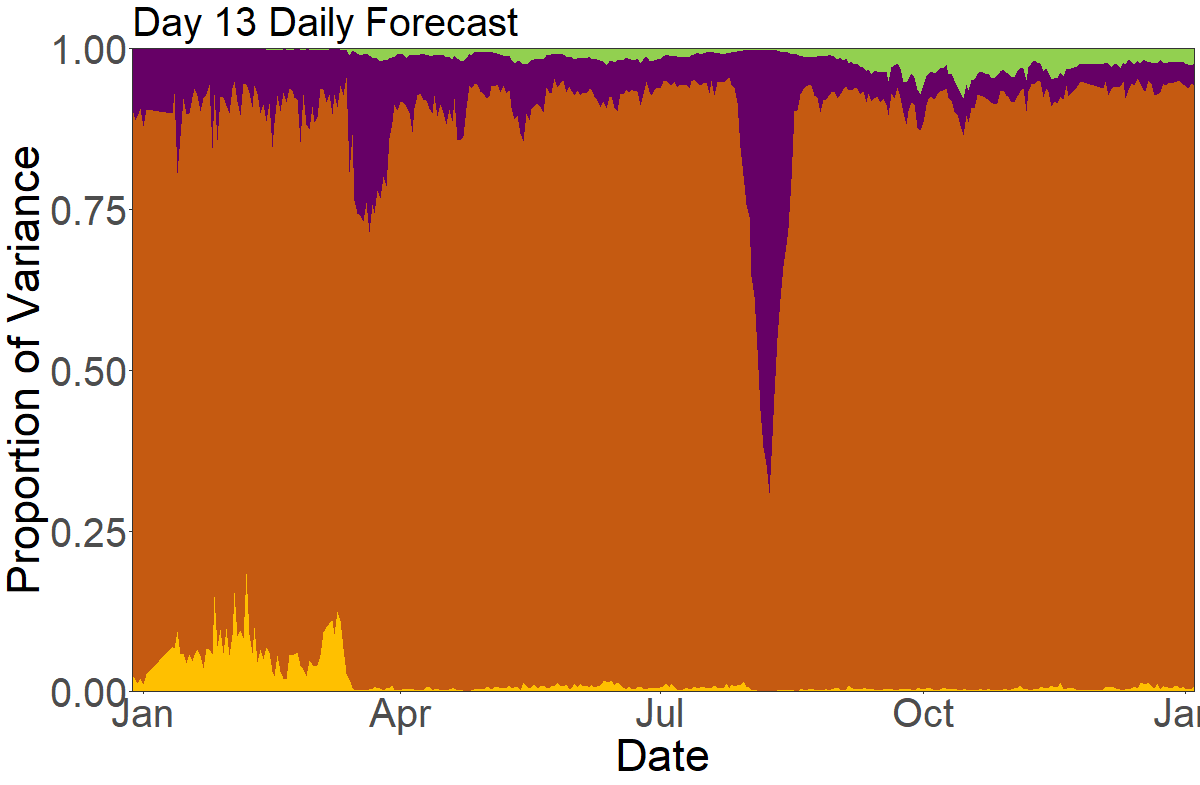 Day 13 Daily Forecast
Proportion of Variance
1.00
0.75
0.50
0.25
0.00
Jan
Apr
Jul
Oct
Jan
Date